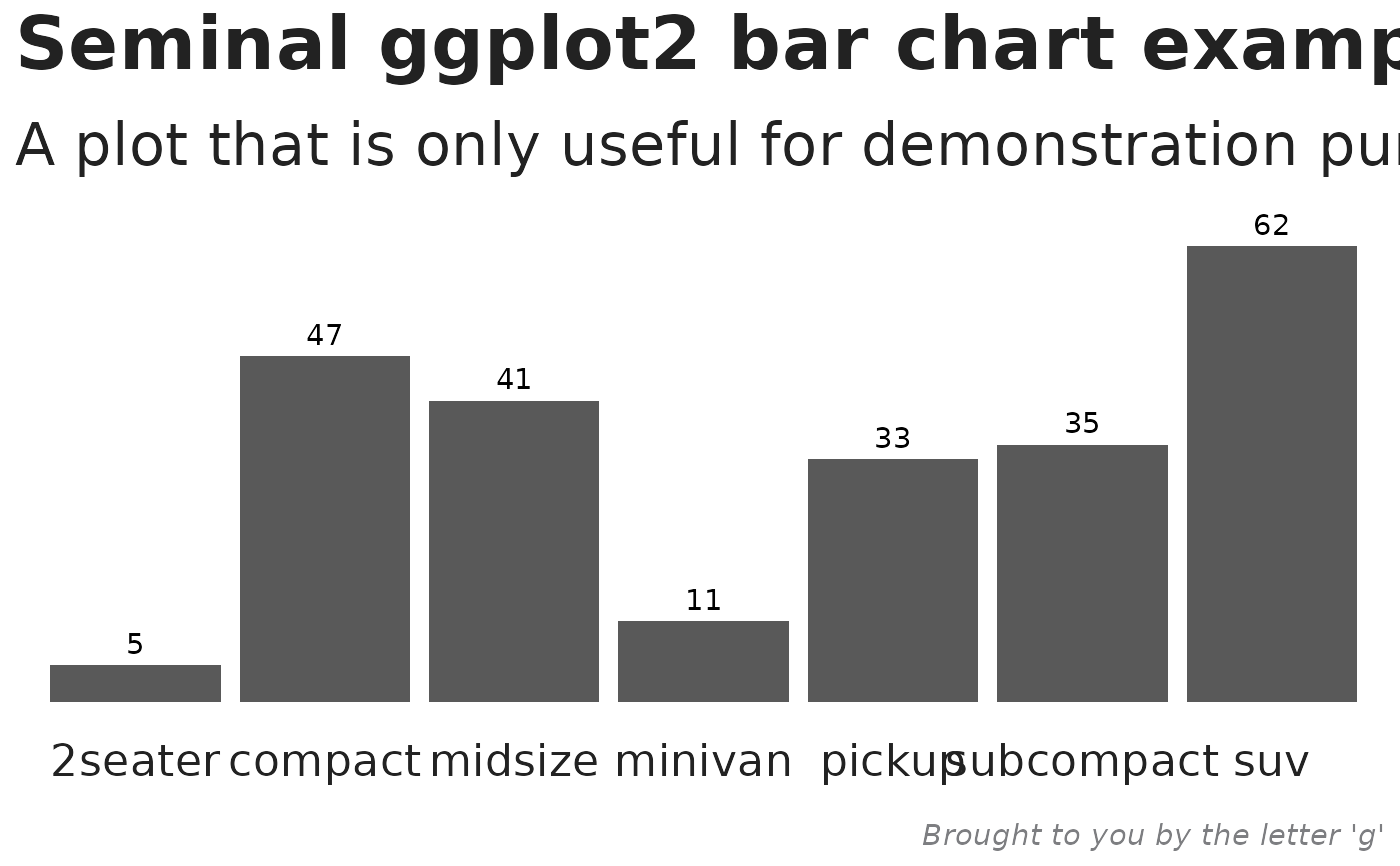 Seminal ggplot2 bar chart examp
A plot that is only useful for demonstration pu
62
47
41
35
33
11
5
2seater compact midsize minivan pickup subcompact suv
Brought to you by the letter 'g'